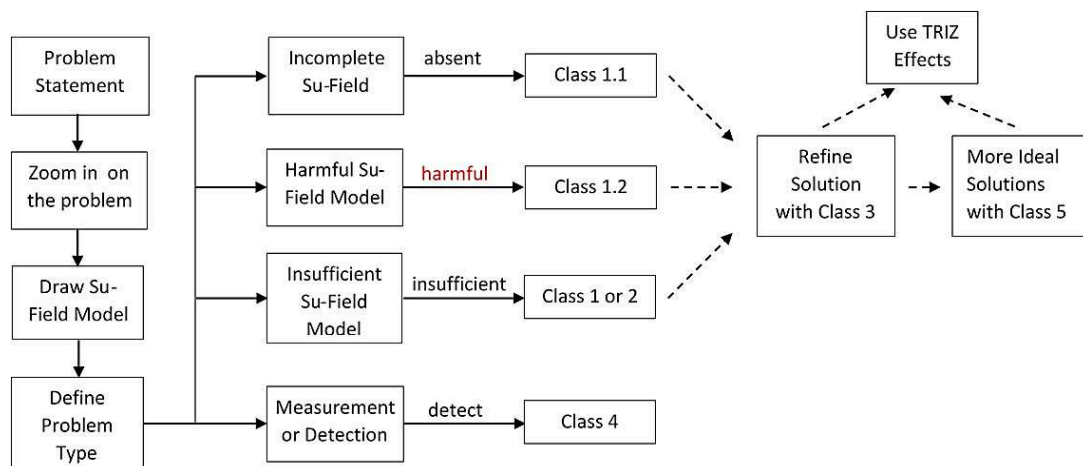 Problem
Statement
Zoom in on
the problem
Draw Su-
Field Model
Define
Problem
Type
Incomplete
Su-Field
absent
Class 1.1
Harmful Su-
Field Model
harmful
Class 1.2
Insufficient
Su-Field
Model
insufficient
Class 1 or 2
Measurement
or Detection
detect
Class 4
Refine
Solution
with Class 3
More Ideal
Solutions
with Class 5
Use TRIZ
Effects